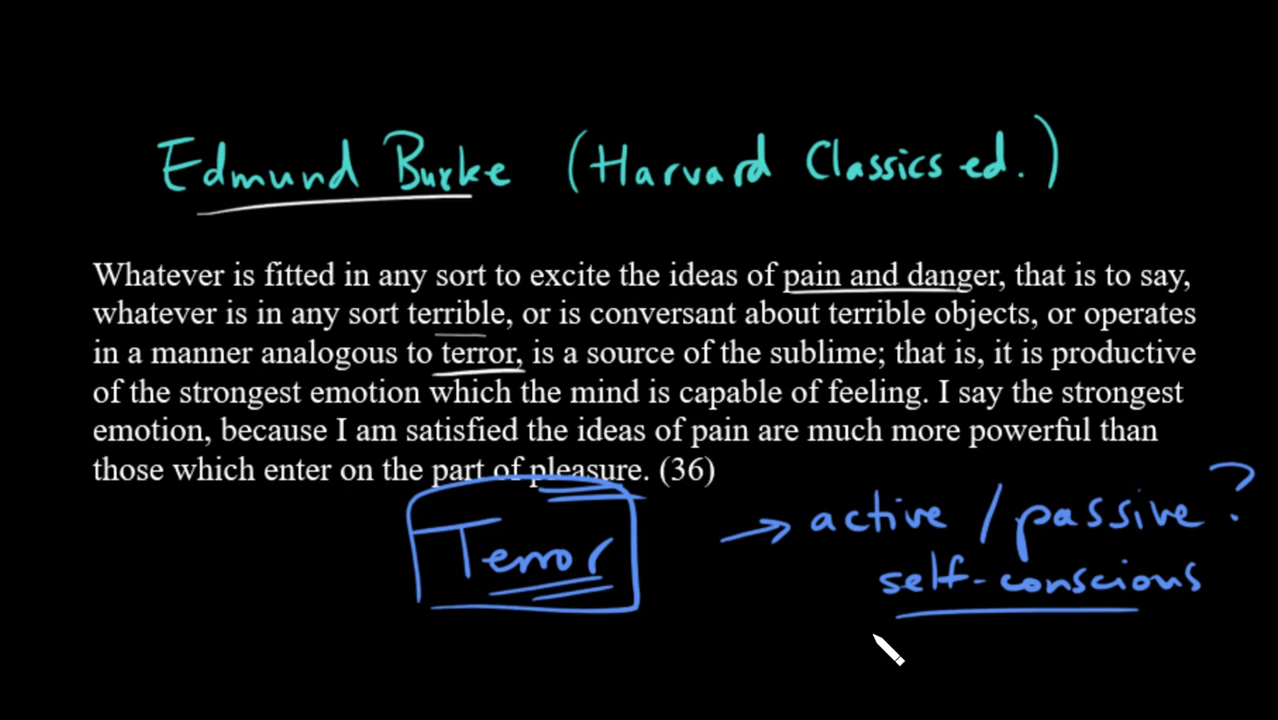 Edmund Burke (Harvard Classics ed.)
Whatever is fitted in any sort to excite the ideas of pain and danger, that is to say,
whatever is in any sort terrible, or is conversant about terrible objects, or operates
in a manner analogous to terror, is a source of the sublime; that is, it is productive
of the strongest emotion which the mind is capable of feeling. I say the strongest
emotion, because I am satisfied the ideas of pain are much more powerful than
those which enter on the part of pleasure. (36)
Terror → active / passive ?
self-conscious